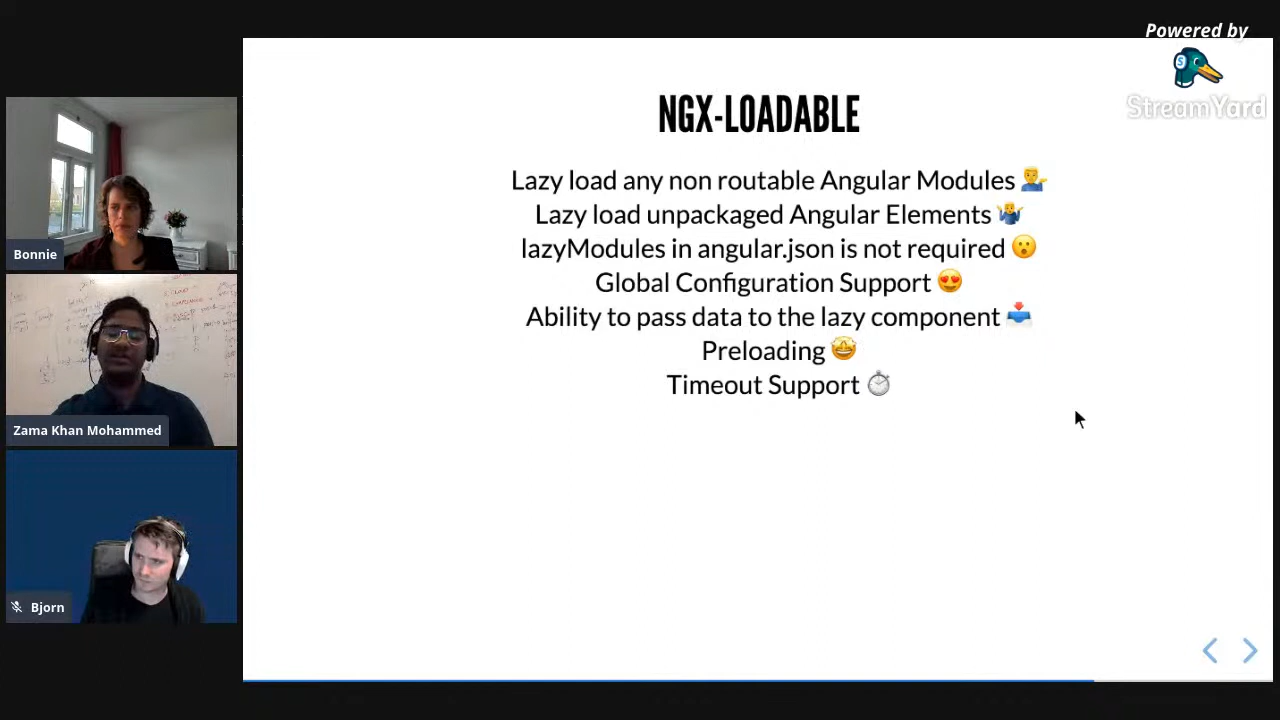 Powered by
StreamYard
NGX-LOADABLE
Lazy load any non routable Angular Modules 💁‍♂️
Lazy load unpackaged Angular Elements 🤷‍♂️
lazyModules in angular.json is not required 😮
Global Configuration Support 😍
Ability to pass data to the lazy component 📥
Preloading 🤩
Timeout Support ⏱
Bonnie
Zama Khan Mohammed
Bjorn